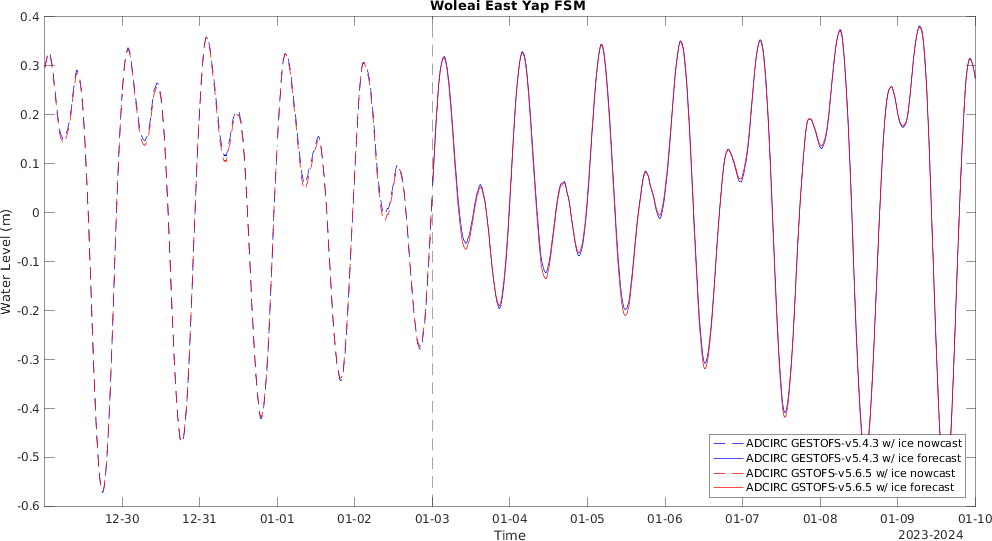 Woleai East Yap FSM
0.4
0.3
0.2
0.1
0
-0.1
-0.2
-0.3
-0.4
-0.5
-0.6
Water Level (m)
ADCIRC GESTOFS-v5.4.3 w/ ice nowcast
ADCIRC GESTOFS-v5.4.3 w/ ice forecast
ADCIRC GSTOFS-v5.6.5 w/ ice nowcast
ADCIRC GSTOFS-v5.6.5 w/ ice forecast
12-30 12-31 01-01 01-02 01-03 01-04 01-05 01-06 01-07 01-08 01-09 01-10
Time
2023-2024